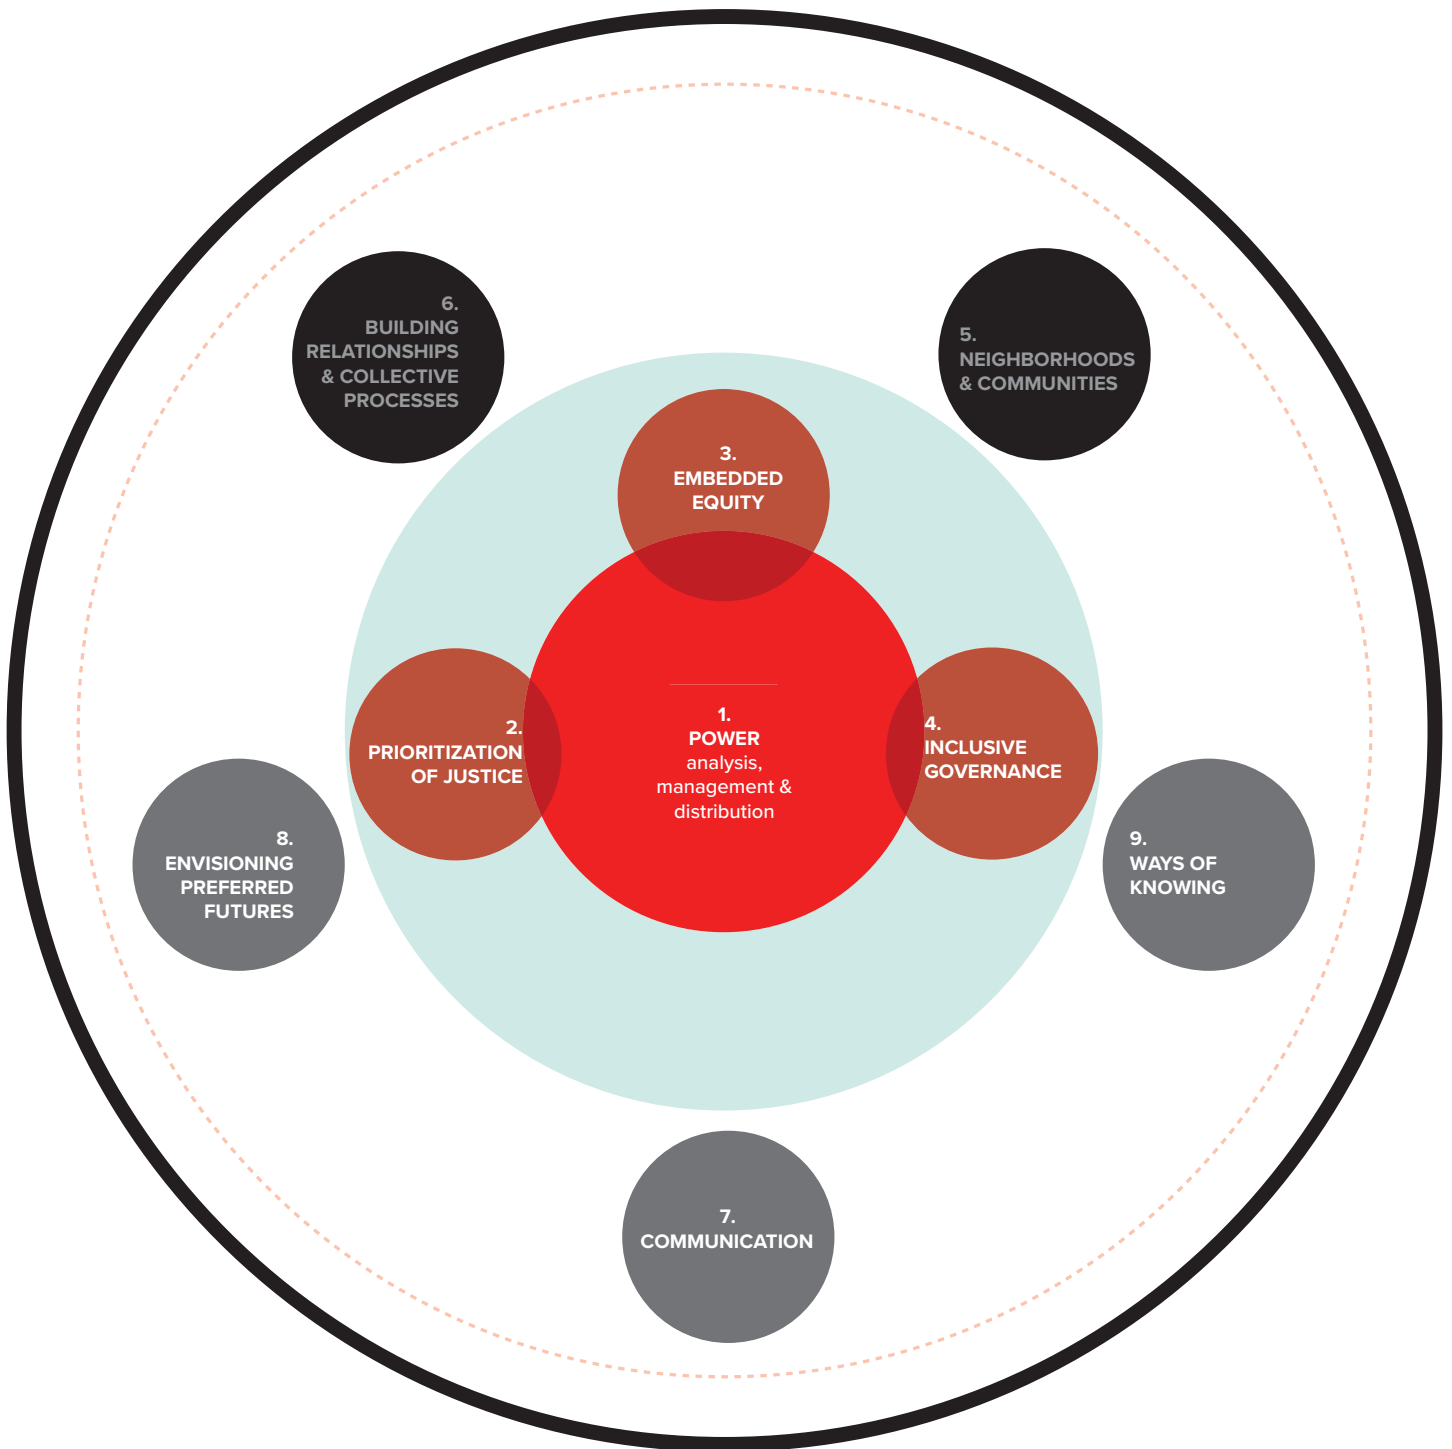 6.
BUILDING
RELATIONSHIPS
& COLLECTIVE
PROCESSES
5.
NEIGHBORHOODS
& COMMUNITIES
3.
EMBEDDED
EQUITY
2.
PRIORITIZATION
OF JUSTICE
1.
POWER
analysis,
management &
distribution
4.
INCLUSIVE
GOVERNANCE
8.
ENVISIONING
PREFERRED
FUTURES
9.
WAYS OF
KNOWING
7.
COMMUNICATION